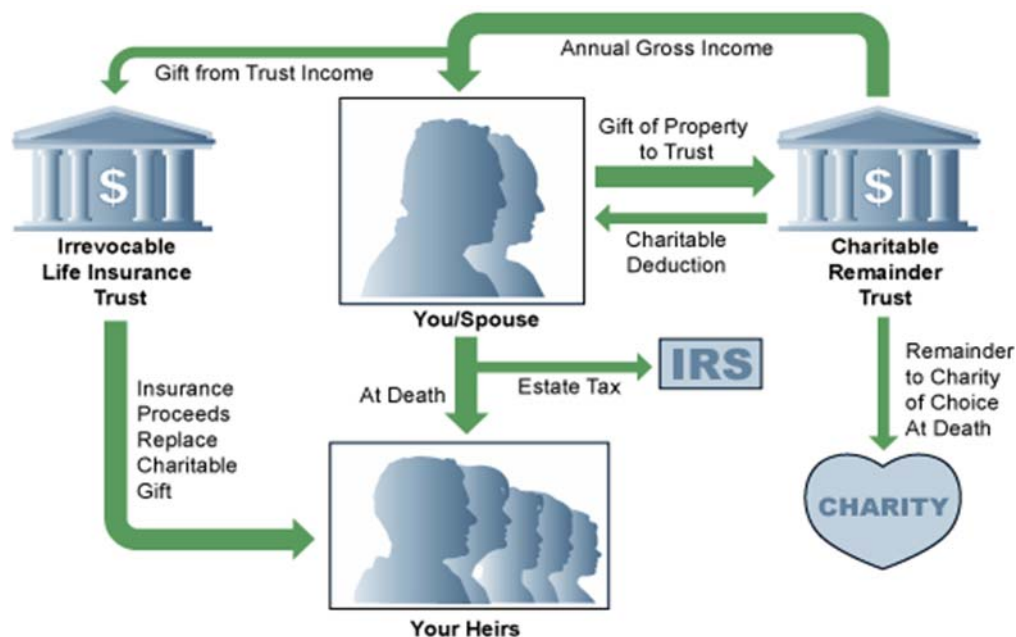 Annual Gross Income
Gift from Trust Income
Gift of Property
to Trust
$
$
Charitable
Deduction
Irrevocable
Life Insurance
Trust
Charitable
Remainder
Trust
You/Spouse
Insurance
Proceeds
Replace
Charitable
Gift
At Death
Estate Tax
IRS
Remainder
to Charity
of Choice
At Death
CHARITY
Your Heirs